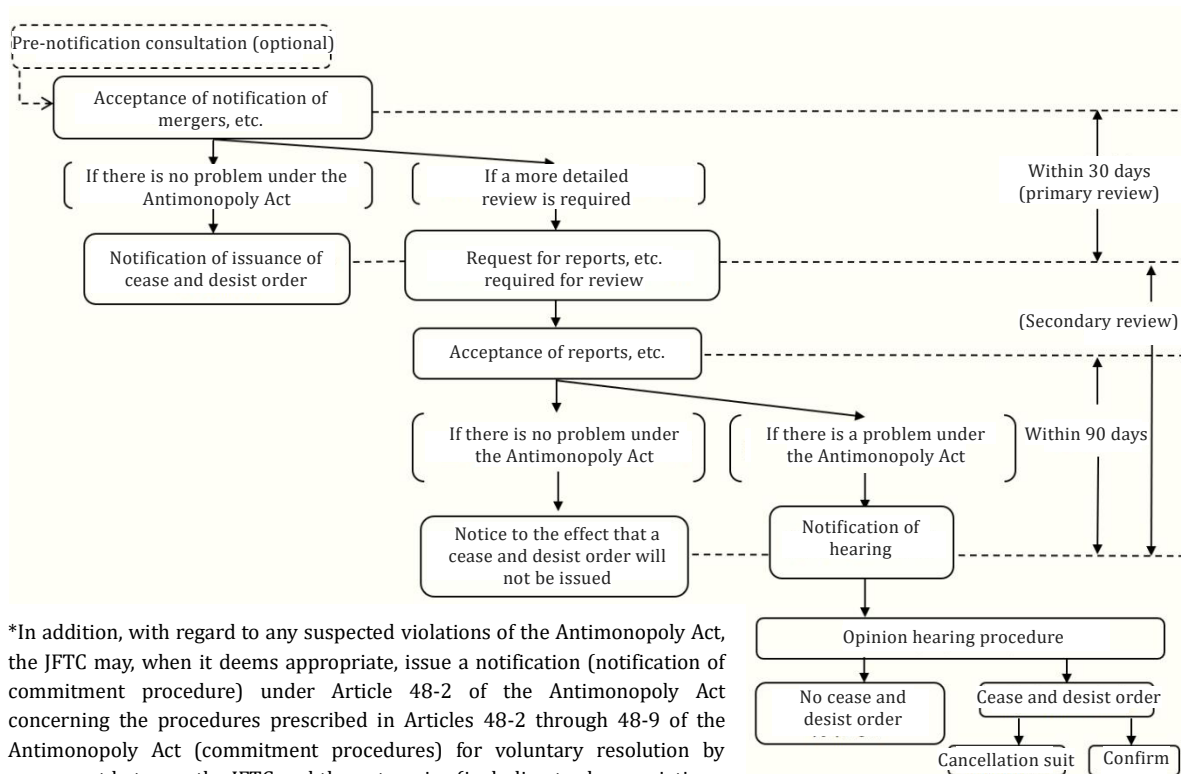 Pre-notification consultation (optional)
Acceptance of notification of
mergers, etc.
If there is no problem under the
Antimonopoly Act
If a more detailed
review is required
Within 30 days
(primary review)
Notification of issuance of
cease and desist order
Request for reports, etc.
required for review
(Secondary review)
Acceptance of reports, etc.
If there is no problem under
the Antimonopoly Act
If there is a problem under
the Antimonopoly Act
Within 90 days
Notice to the effect that a
cease and desist order will
not be issued
Notification of
hearing
*In addition, with regard to any suspected violations of the Antimonopoly Act,
the JFTC may, when it deems appropriate, issue a notification (notification of
commitment procedure) under Article 48-2 of the Antimonopoly Act
concerning the procedures prescribed in Articles 48-2 through 48-9 of the
Antimonopoly Act (commitment procedures) for voluntary resolution by
Opinion hearing procedure
No cease and
desist order
Cease and desist order
Cancellation suit
Confirm